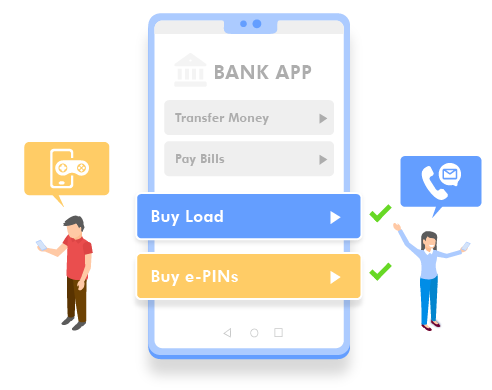 BANK APP
Transfer Money
Pay Bills
Buy Load
Buy e-PINs